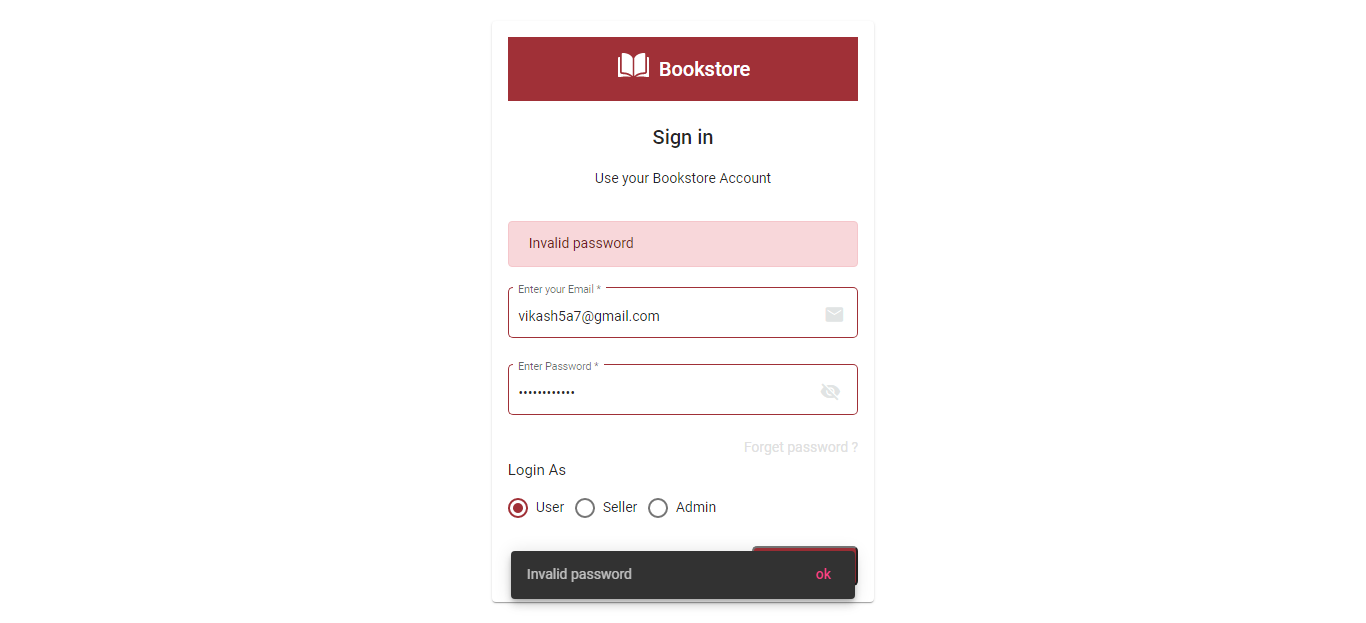 Bookstore
Sign in
Use your Bookstore Account
Invalid password
Enter your Email *
vikash5a7@gmail.com
Enter Password *
••••••••••••
Forget password ?
Login As
User Seller Admin
Invalid password ok